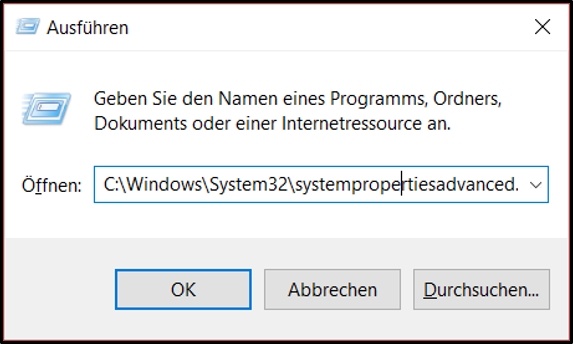 Ausführen
Geben Sie den Namen eines Programms, Ordners,
Dokuments oder einer Internetressource an.
Öffnen: C:\Windows\System32\systempropertiesadvanced.
OK Abbrechen Durchsuchen...